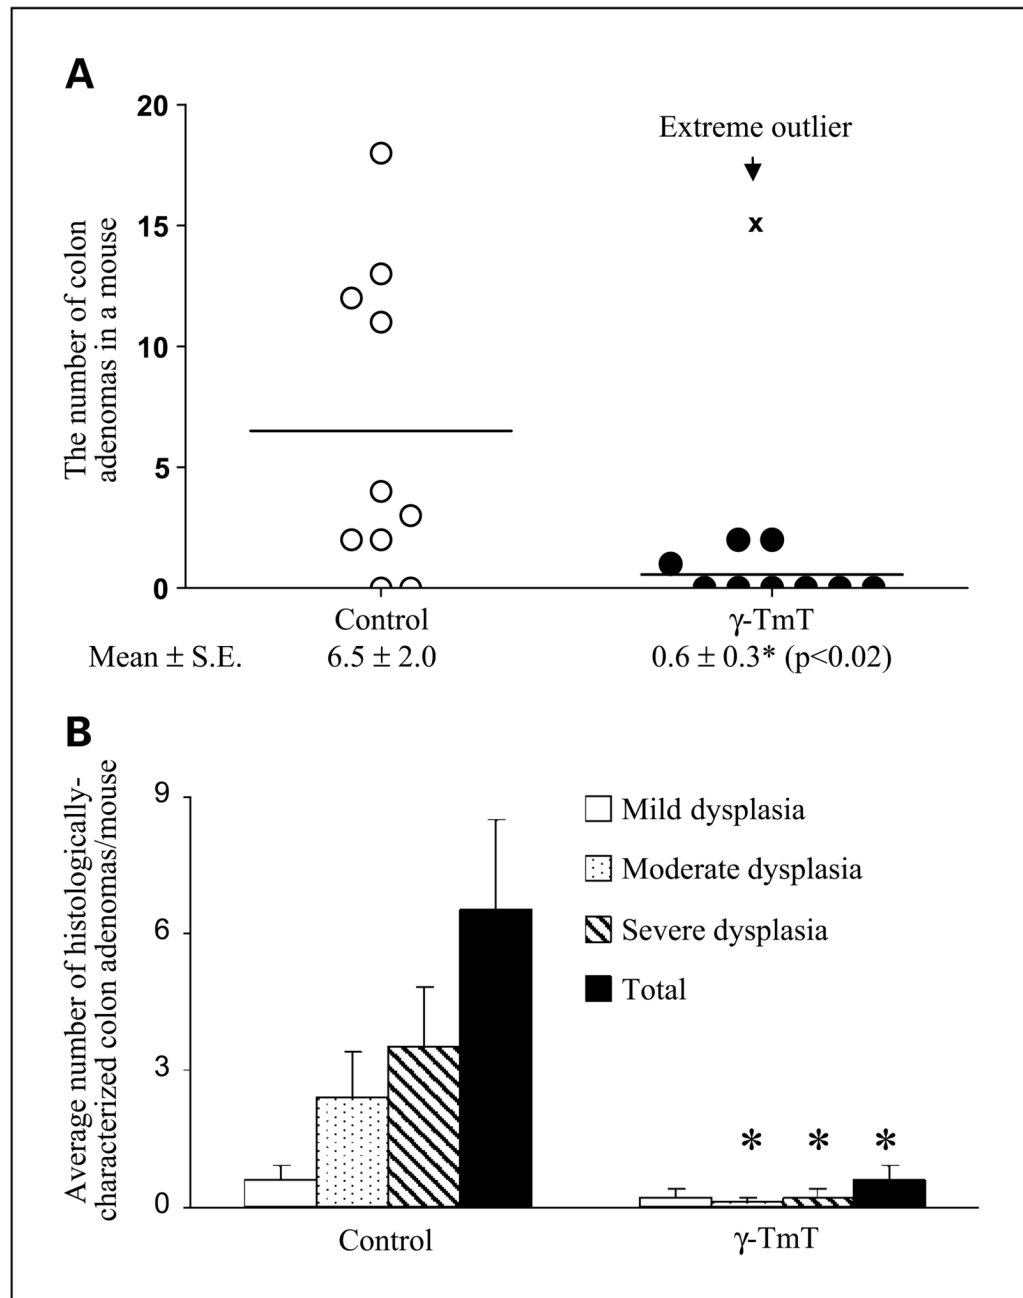 A
20
Extreme outlier
x
15
The number of colon
adenomas in a mouse
10
5
0
Control
γ-TmT
Mean ± S.E.
6.5 ± 2.0
0.6 ± 0.3* (p<0.02)
B
Average number of histologically-
characterized colon adenomas/mouse
9
Mild dysplasia
Moderate dysplasia
6
Severe dysplasia
Total
3
* * *
0
Control
γ-TmT